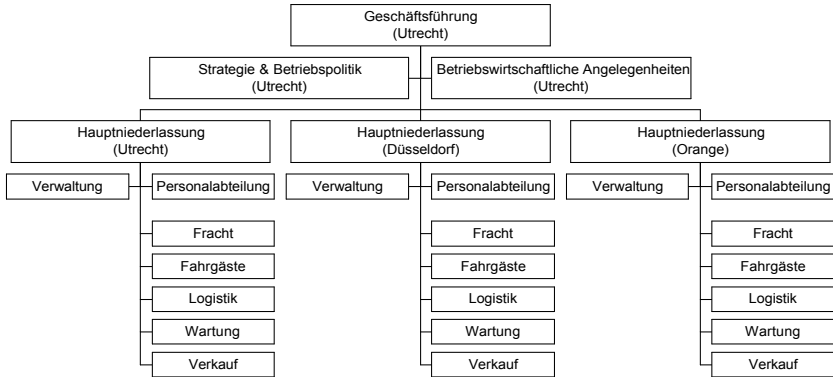 Geschäftsführung
(Utrecht)
Strategie & Betriebspolitik
(Utrecht)
Betriebswirtschaftliche Angelegenheiten
(Utrecht)
Hauptniederlassung
(Utrecht)
Hauptniederlassung
(Düsseldorf)
Hauptniederlassung
(Orange)
Verwaltung
Personalabteilung
Verwaltung
Personalabteilung
Verwaltung
Personalabteilung
Fracht
Fracht
Fracht
Fahrgäste
Fahrgäste
Fahrgäste
Logistik
Logistik
Logistik
Wartung
Wartung
Wartung
Verkauf
Verkauf
Verkauf